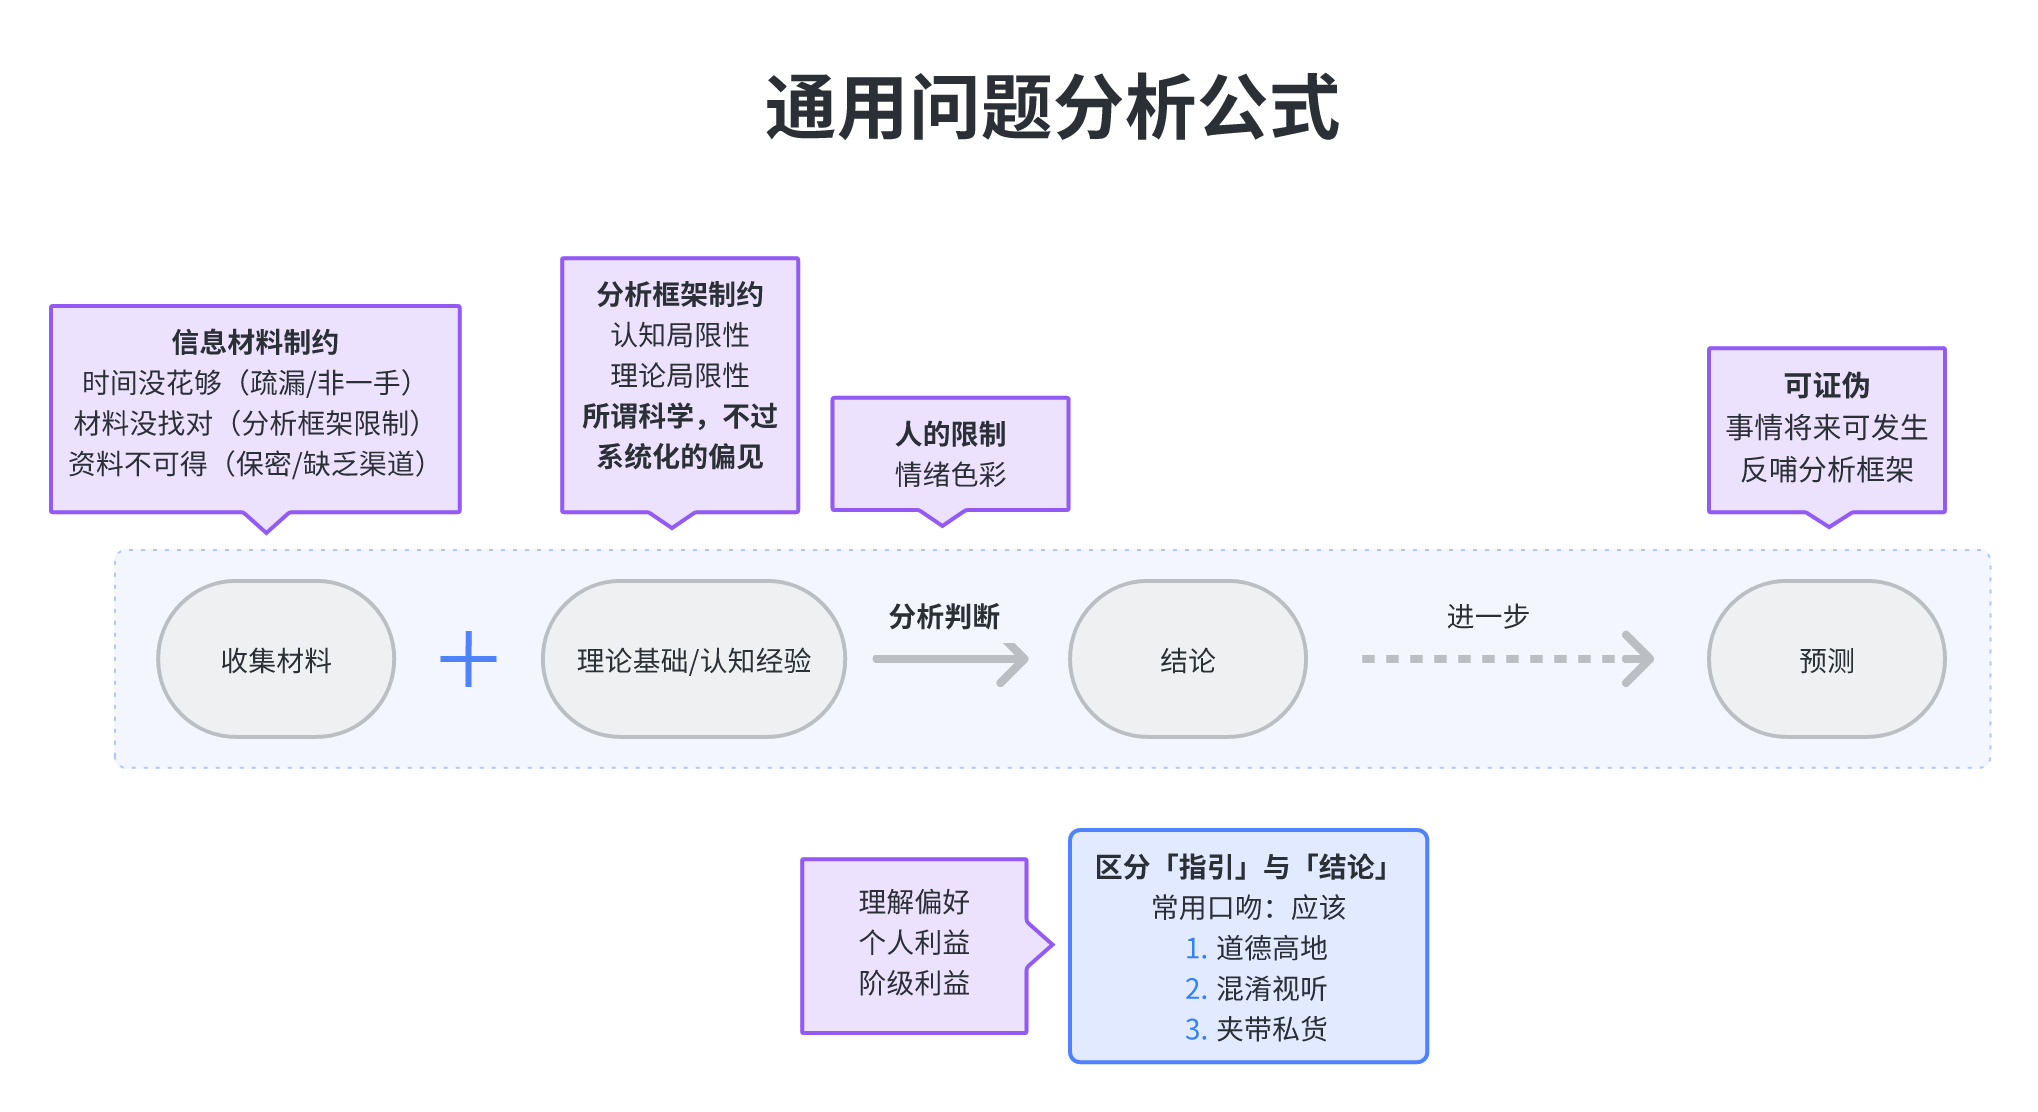 通用问题分析公式
信息材料制约
时间没花够（疏漏/非一手）
材料没找对（分析框架限制）
资料不可得（保密/缺乏渠道）
分析框架制约
认知局限性
理论局限性
所谓科学，不过
系统化的偏见
人的限制
情绪色彩
可证伪
事情将来可发生
反哺分析框架
收集材料
理论基础/认知经验
分析判断
结论
进一步
预测
理解偏好
个人利益
阶级利益
区分「指引」与「结论」
常用口吻：应该
1. 道德高地
2. 混淆视听
3. 夹带私货